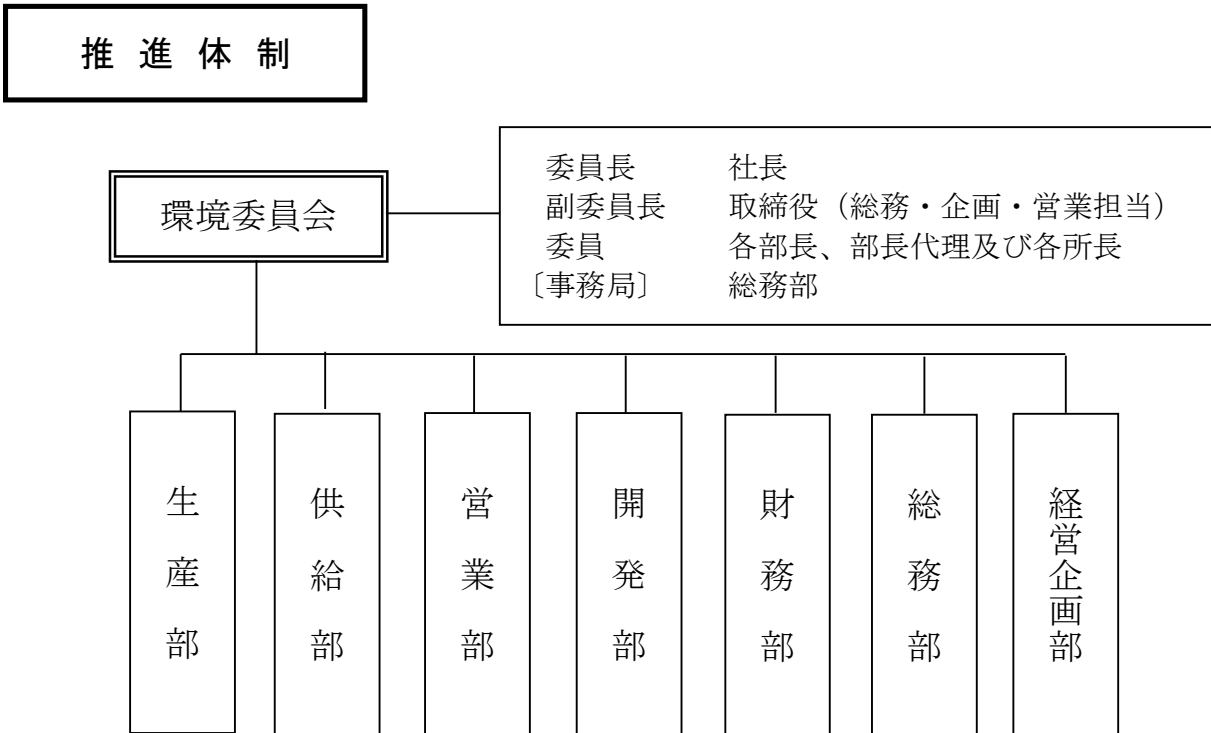 推進体制
環境委員会
委員長 社長
副委員長 取締役（総務・企画・営業担当）
委員 各部長、部長代理及び各所長
〔事務局〕 総務部
生産部
供給部
営業部
開発部
財務部
総務部
経営企画部